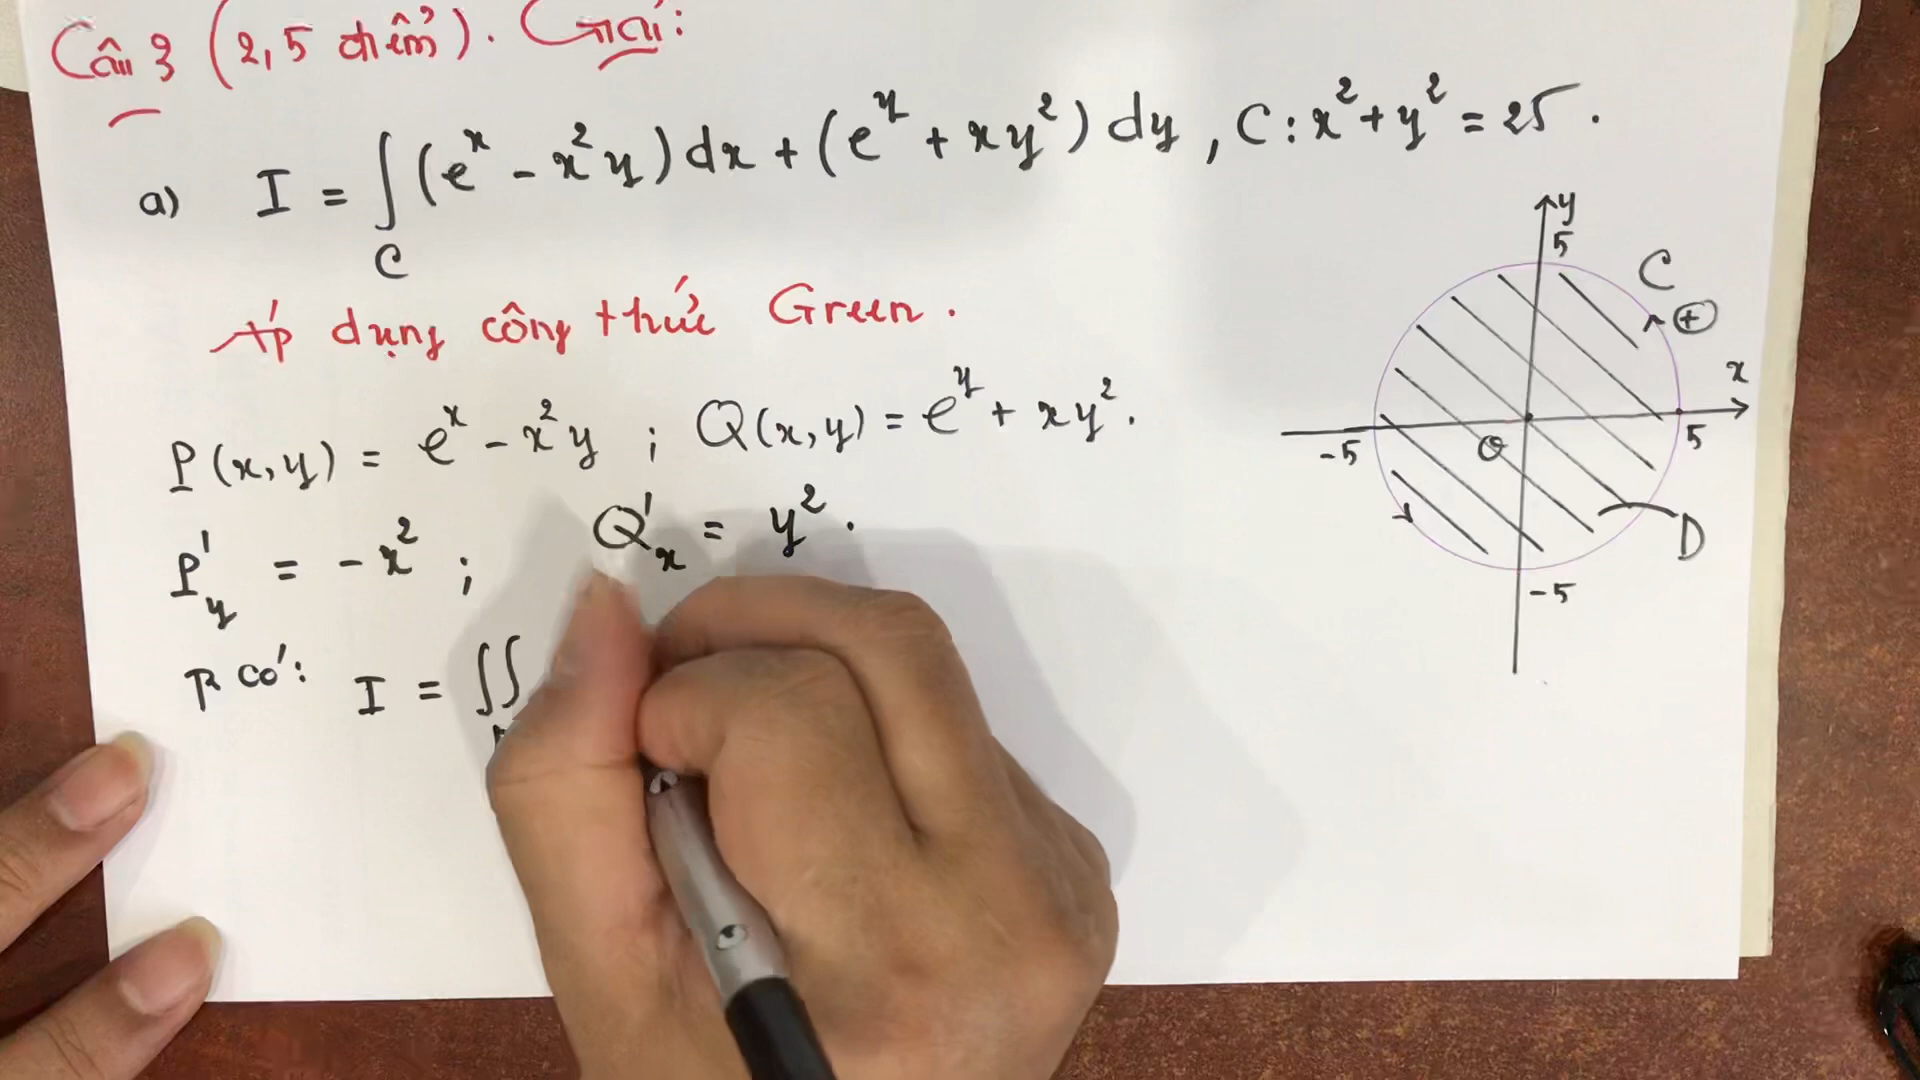 Câu 3 (2,5 điểm). Giải:
a) I = ∫_C (e^x - x^2 y) dx + (e^y + xy^2) dy, C: x^2 + y^2 = 25.
Áp dụng công thức Green.
P(x,y) = e^x - x^2 y ; Q(x,y) = e^y + xy^2.
P'_y = -x^2 ; Q'_x = y^2.
có: I = ∬
y
5
C
+
x
-5
O
5
D
-5